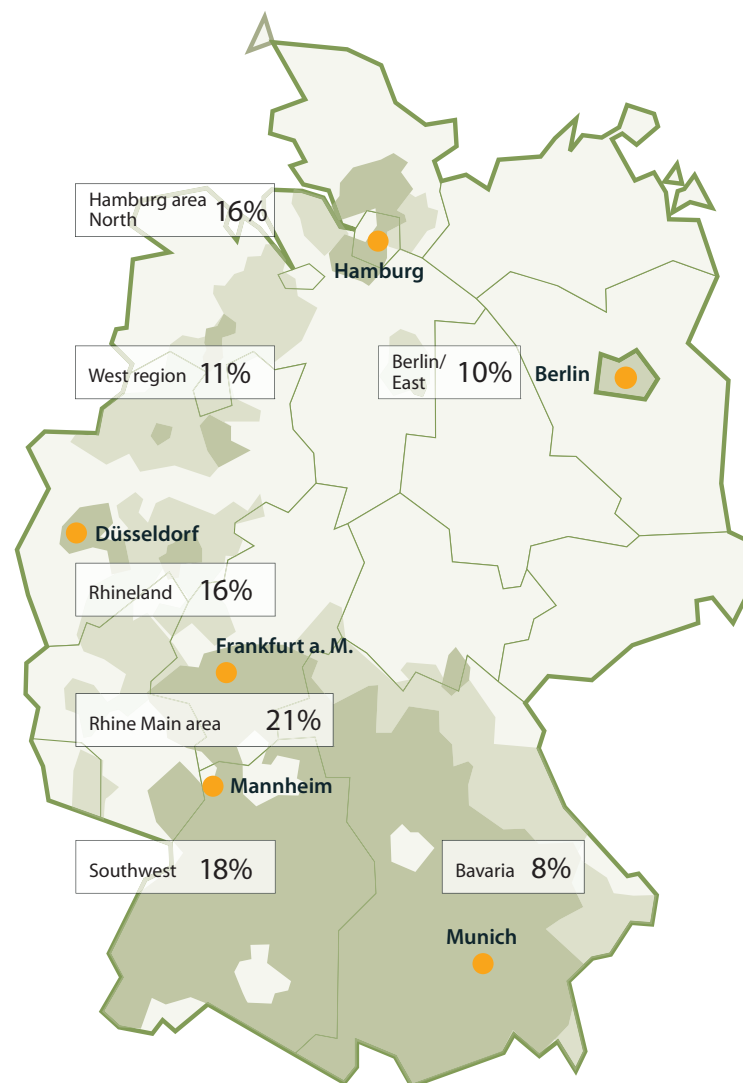 Hamburg area
North
16%
Hamburg
West region 11%
Berlin/
East
10%
Berlin
Düsseldorf
Rhineland 16%
Frankfurt a. M.
Rhine Main area 21%
Mannheim
Southwest 18%
Bavaria 8%
Munich